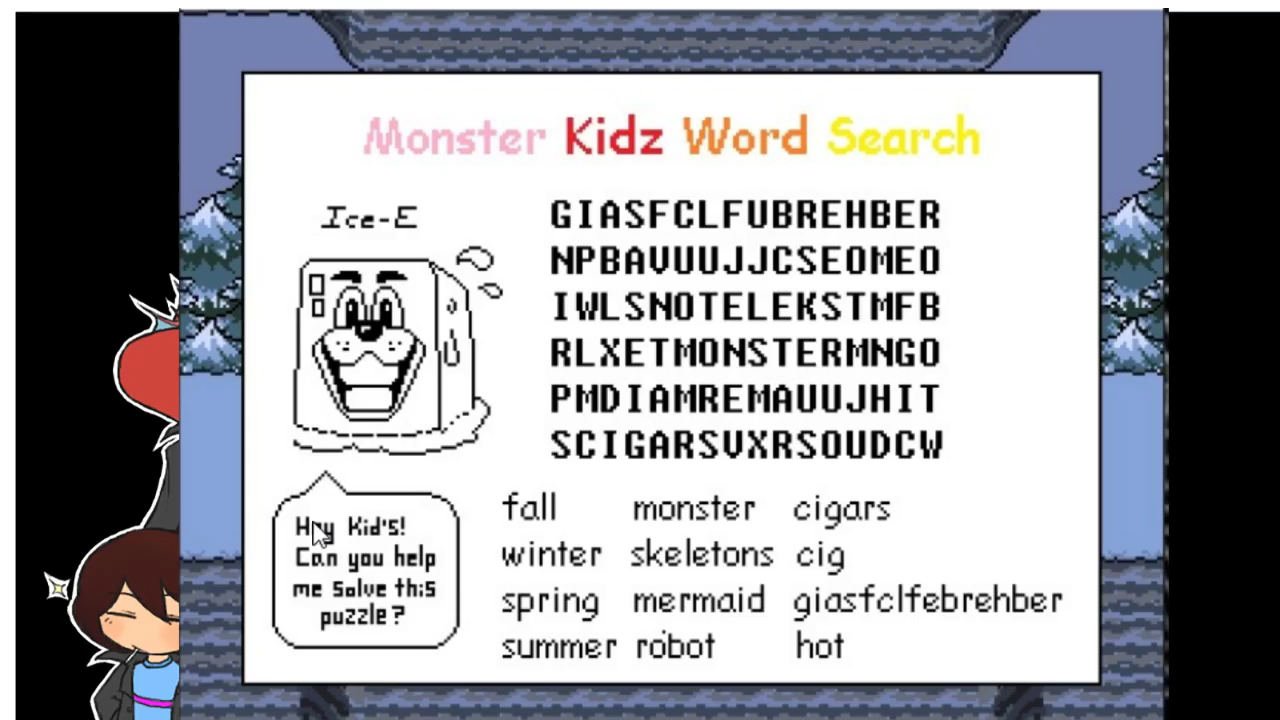 Monster Kidz Word Search
Ice-E
GIASFCLFUBREHBER
NPBAVUUJJCSEOMEO
IWLSNOTELEKSTMFB
RLXETMONSTERMNGO
PMDIAMREMAUUJHIT
SCIGARSVXRSOUDCW
Hey Kid's!
Can you help
me solve this
puzzle?
fall monster cigars
winter skeletons cig
spring mermaid giasfclfebrehber
summer robot hot